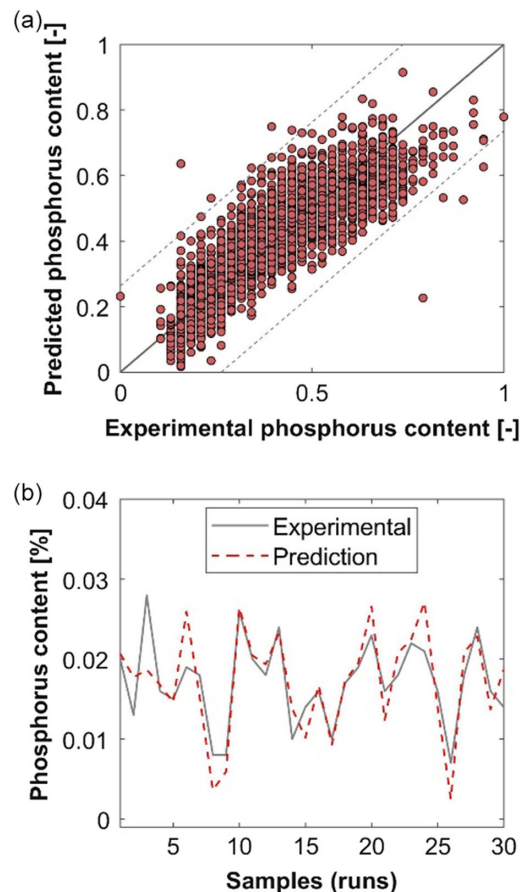 (a)
Predicted phosphorus content [-]
1
0.8
0.6
0.4
0.2
0
0 0.5 1
Experimental phosphorus content [-]
(b)
Phosphorus content [%]
0.04
0.03
0.02
0.01
0
Experimental
Prediction
5 10 15 20 25 30
Samples (runs)